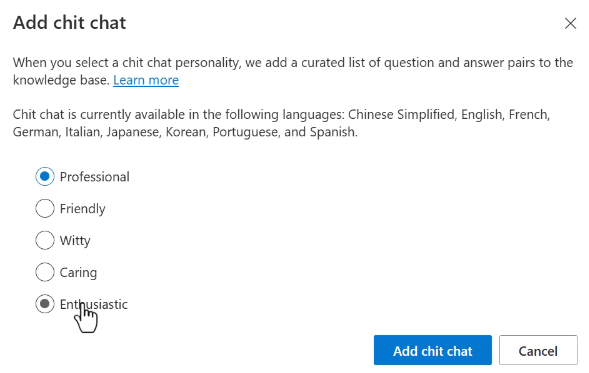 Add chit chat
When you select a chit chat personality, we add a curated list of question and answer pairs to the
knowledge base. Learn more
Chit chat is currently available in the following languages: Chinese Simplified, English, French,
German, Italian, Japanese, Korean, Portuguese, and Spanish.
Professional
Friendly
Witty
Caring
Enthusiastic
Add chit chat Cancel